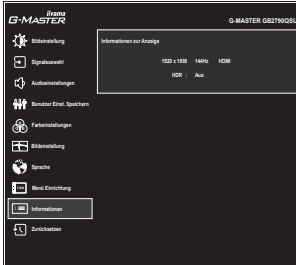 iiyama
G-MASTER
G-MASTER GB2790QSU
Bildeinstellung
Informationen zur Anzeige
Signalauswahl
1920 x 1080 144Hz HDMI
HDR : Aus
Audioeinstellungen
Benutzer Einst. Speichern
Farbeinstellungen
Bildeinstellung
Sprache
OSD
Menü Einrichtung
Informationen
Zurücksetzen